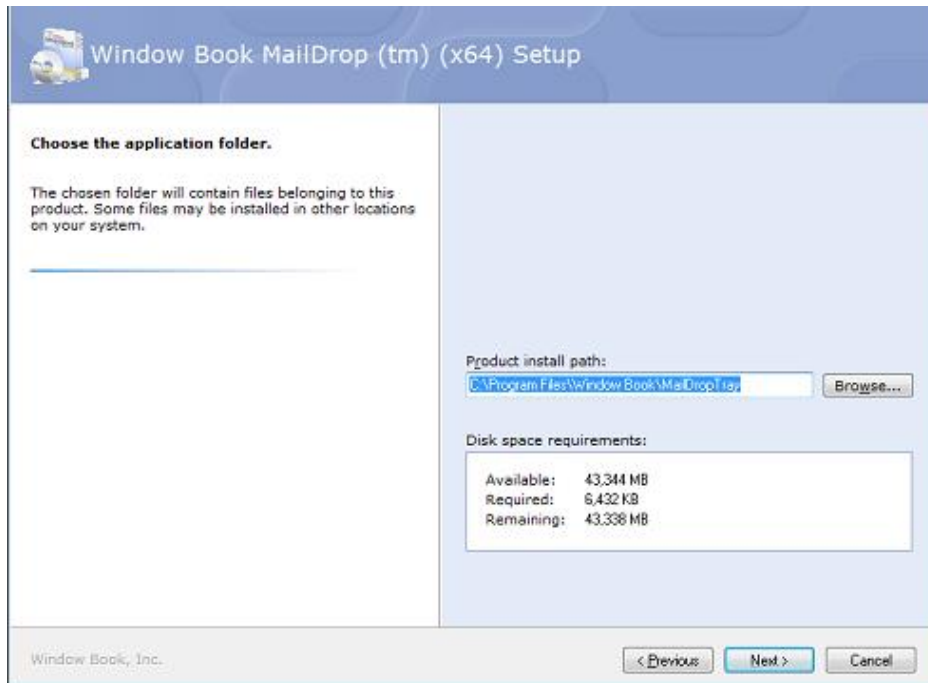 Window Book MailDrop (tm) (x64) Setup
Choose the application folder.
The chosen folder will contain files belonging to this
product. Some files may be installed in other locations
on your system.
Product install path:
C:\Program Files\Window Book\MailDropTray
Browse...
Disk space requirements:
Available: 43,344 MB
Required: 6,432 KB
Remaining: 43,338 MB
Window Book, Inc.
< Previous
Next >
Cancel